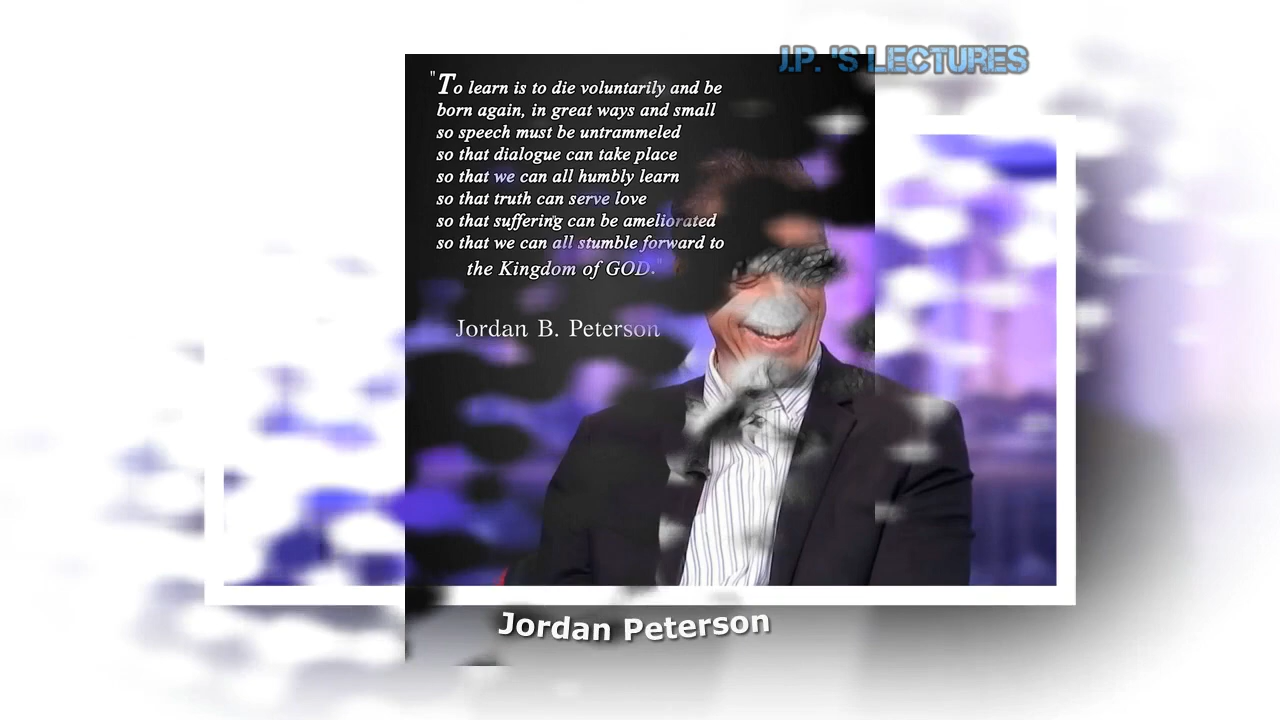 J.P. 'S LECTURES
"To learn is to die voluntarily and be
born again, in great ways and small
so speech must be untrammeled
so that dialogue can take place
so that we can all humbly learn
so that truth can serve love
so that suffering can be ameliorated
so that we can all stumble forward to
the Kingdom of GOD."
Jordan B. Peterson
Jordan Peterson